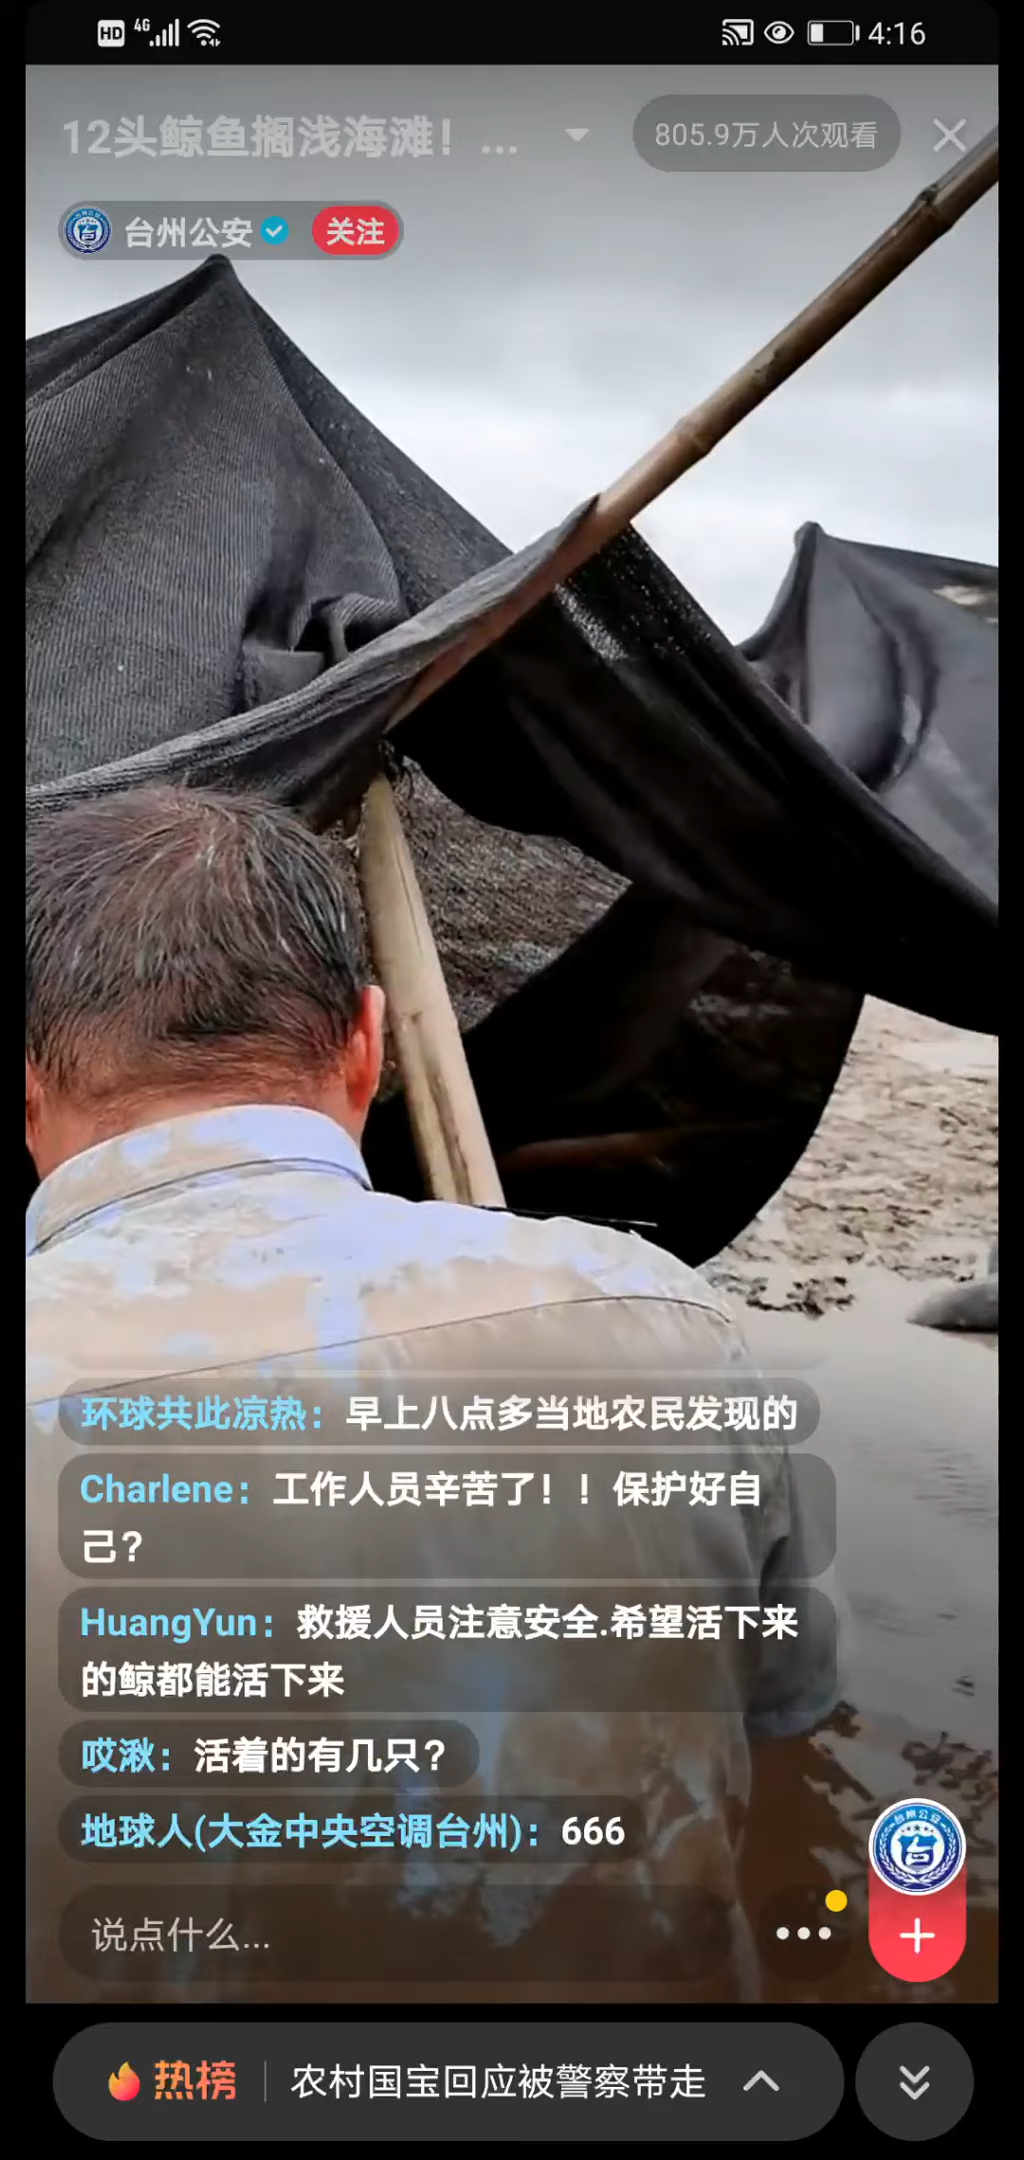 HD 4G 4:16
12头鲸鱼搁浅海滩！...
805.9万人次观看
台州公安 关注
环球共此凉热：早上八点多当地农民发现的
Charlene：工作人员辛苦了！！保护好自
己？
HuangYun：救援人员注意安全.希望活下来
的鲸都能活下来
哎湫：活着的有几只？
地球人(大金中央空调台州)：666
说点什么...
热榜 农村国宝回应被警察带走